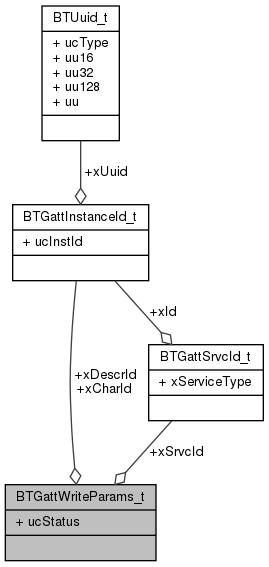 BTUuid_t
+ ucType
+ uu16
+ uu32
+ uu128
+ uu
+xUuid
BTGattInstanceId_t
+ ucInstId
+xId
+xDescrId
+xCharId
BTGattSrvcId_t
+ xServiceType
+xSrvcId
BTGattWriteParams_t
+ ucStatus